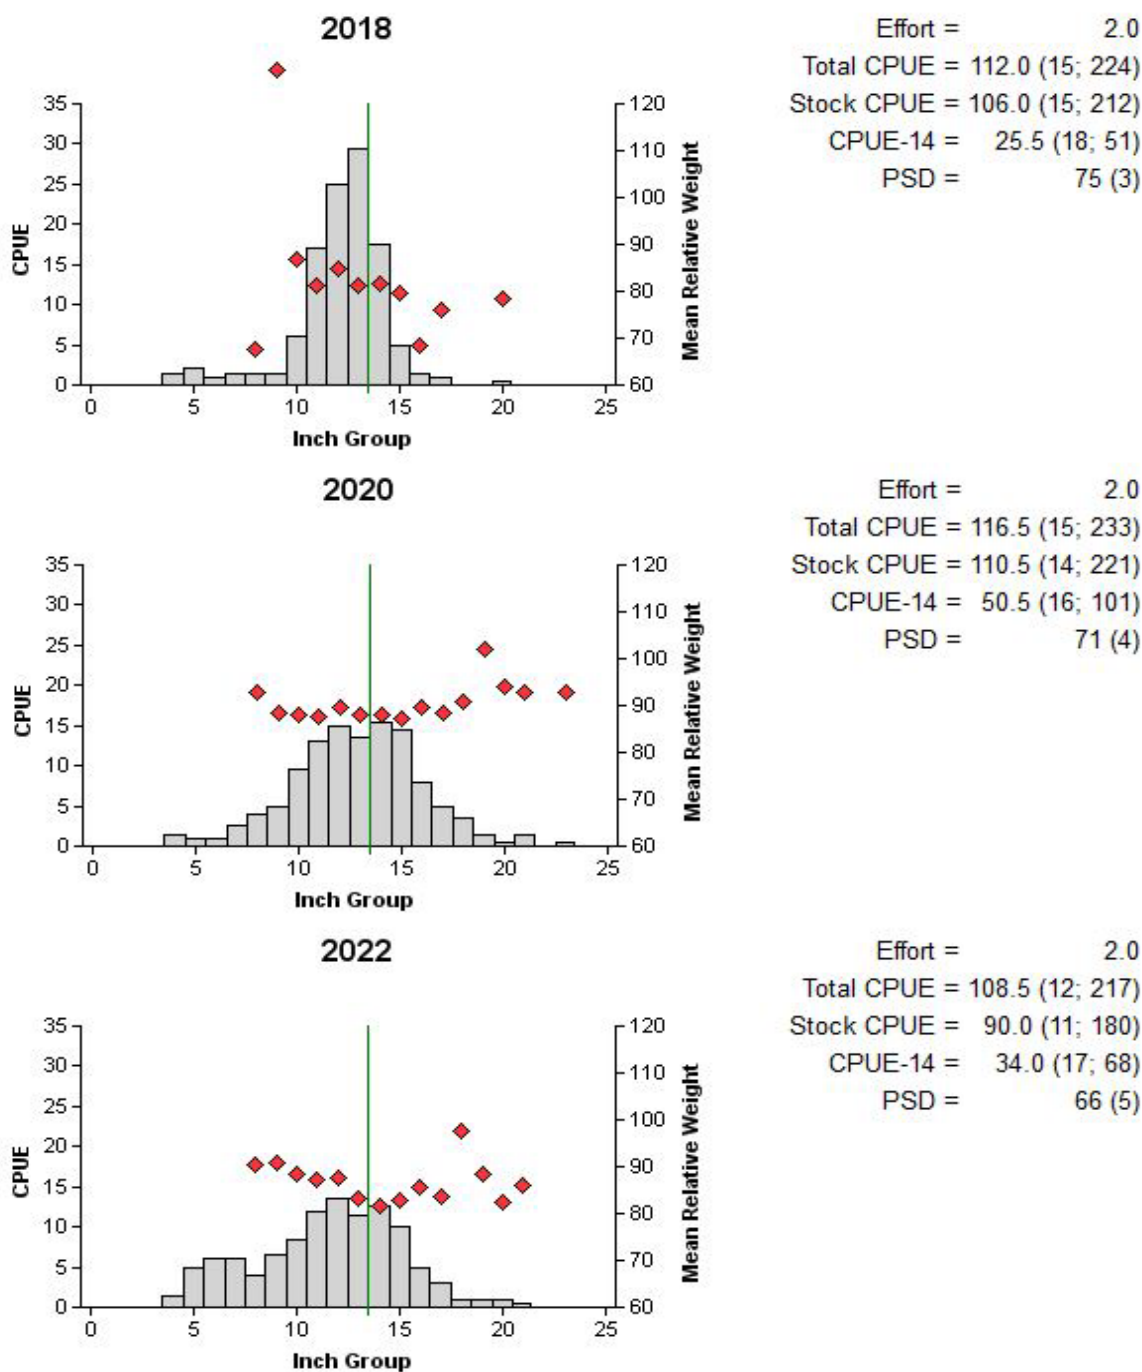 2018
Effort = 2.0
Total CPUE = 112.0 (15; 224)
Stock CPUE = 106.0 (15; 212)
CPUE-14 = 25.5 (18; 51)
PSD = 75 (3)
CPUE
35
30
25
20
15
10
5
0
120
110
100
90
80
70
60
Mean Relative Weight
0 5 10 15 20 25
Inch Group
2020
Effort = 2.0
Total CPUE = 116.5 (15; 233)
Stock CPUE = 110.5 (14; 221)
CPUE-14 = 50.5 (16; 101)
PSD = 71 (4)
CPUE
35
30
25
20
15
10
5
0
120
110
100
90
80
70
60
Mean Relative Weight
0 5 10 15 20 25
Inch Group
2022
Effort = 2.0
Total CPUE = 108.5 (12; 217)
Stock CPUE = 90.0 (11; 180)
CPUE-14 = 34.0 (17; 68)
PSD = 66 (5)
CPUE
35
30
25
20
15
10
5
0
120
110
100
90
80
70
60
Mean Relative Weight
0 5 10 15 20 25
Inch Group